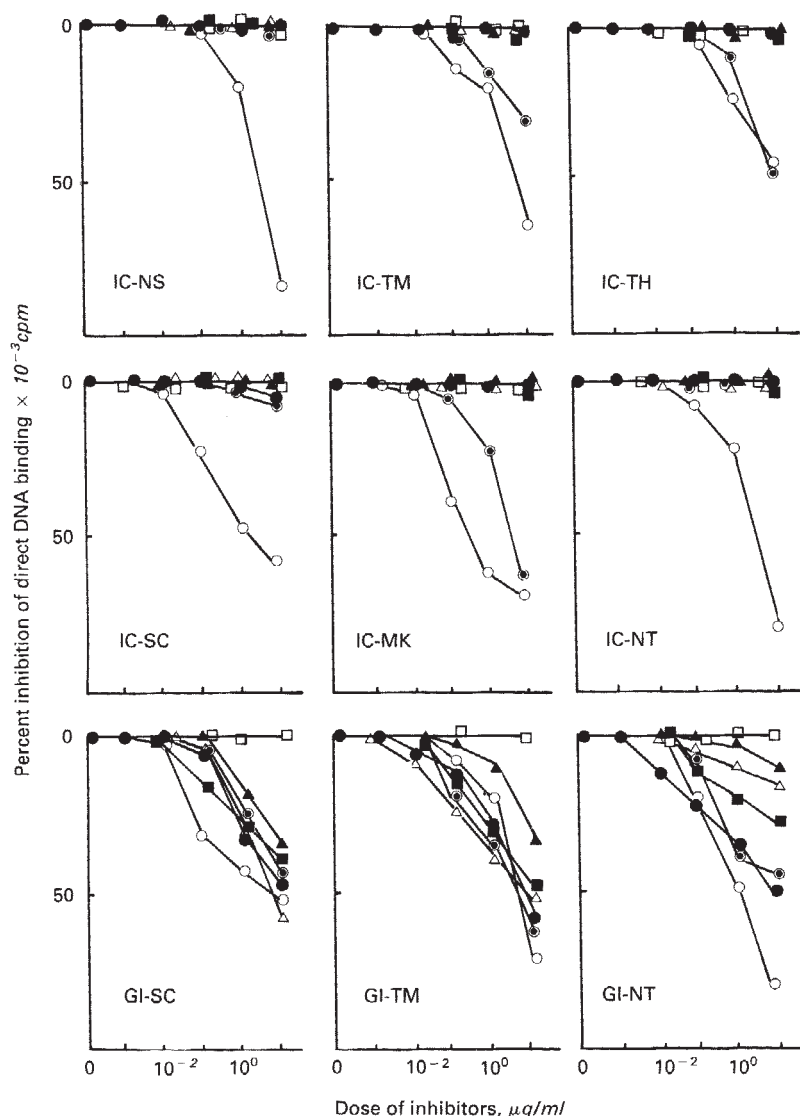 Percent inhibition of direct DNA binding × 10⁻³cpm
0
50
IC-NS
IC-TM
IC-TH
0
50
IC-SC
IC-MK
IC-NT
0
50
GI-SC
GI-TM
GI-NT
0 10⁻² 10⁰ 0 10⁻² 10⁰ 0 10⁻² 10⁰
Dose of inhibitors, μg/ml